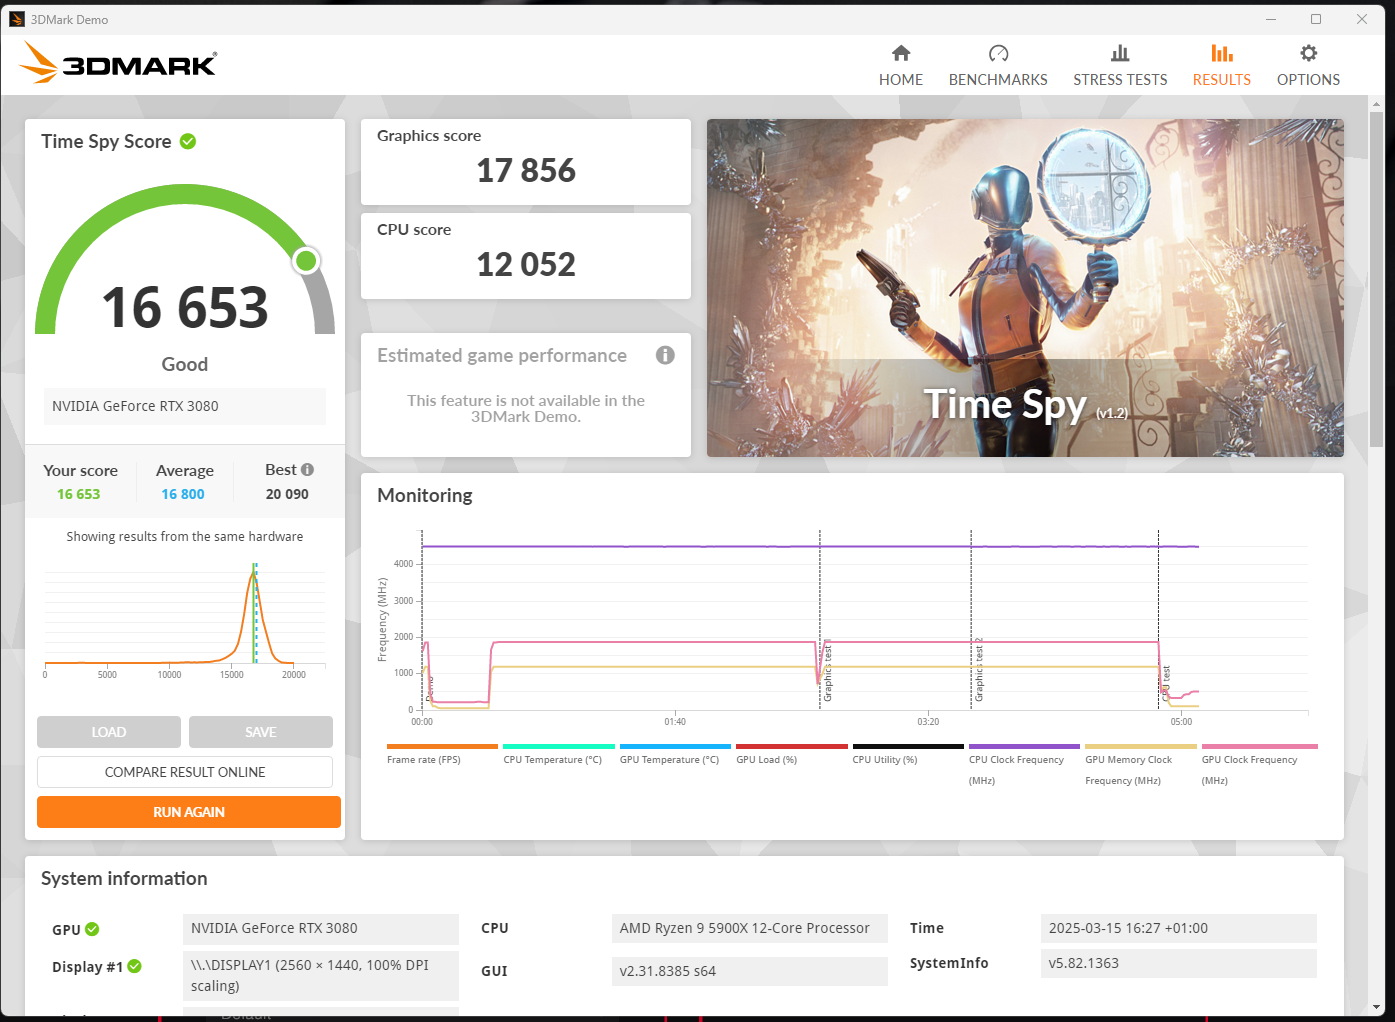 3DMark Demo
3DMARK®
HOME
BENCHMARKS
STRESS TESTS
RESULTS
OPTIONS
Time Spy Score
16 653
Good
NVIDIA GeForce RTX 3080
Your score
16 653
Average
16 800
Best
20 090
Showing results from the same hardware
0 5000 10000 15000 20000
LOAD
SAVE
COMPARE RESULT ONLINE
RUN AGAIN
Graphics score
17 856
CPU score
12 052
Estimated game performance
This feature is not available in the
3DMark Demo.
Time Spy (v1.2)
Monitoring
Frequency (MHz)
4000
3000
2000
1000
0
Demo
Graphics test 1
Graphics test 2
CPU test
00:00 01:40 03:20 05:00
Frame rate (FPS)
CPU Temperature (°C)
GPU Temperature (°C)
GPU Load (%)
CPU Utility (%)
CPU Clock Frequency
(MHz)
GPU Memory Clock
Frequency (MHz)
GPU Clock Frequency
(MHz)
System information
GPU
NVIDIA GeForce RTX 3080
Display #1
\\.\DISPLAY1 (2560 × 1440, 100% DPI
scaling)
CPU
AMD Ryzen 9 5900X 12-Core Processor
GUI
v2.31.8385 s64
Time
2025-03-15 16:27 +01:00
SystemInfo
v5.82.1363